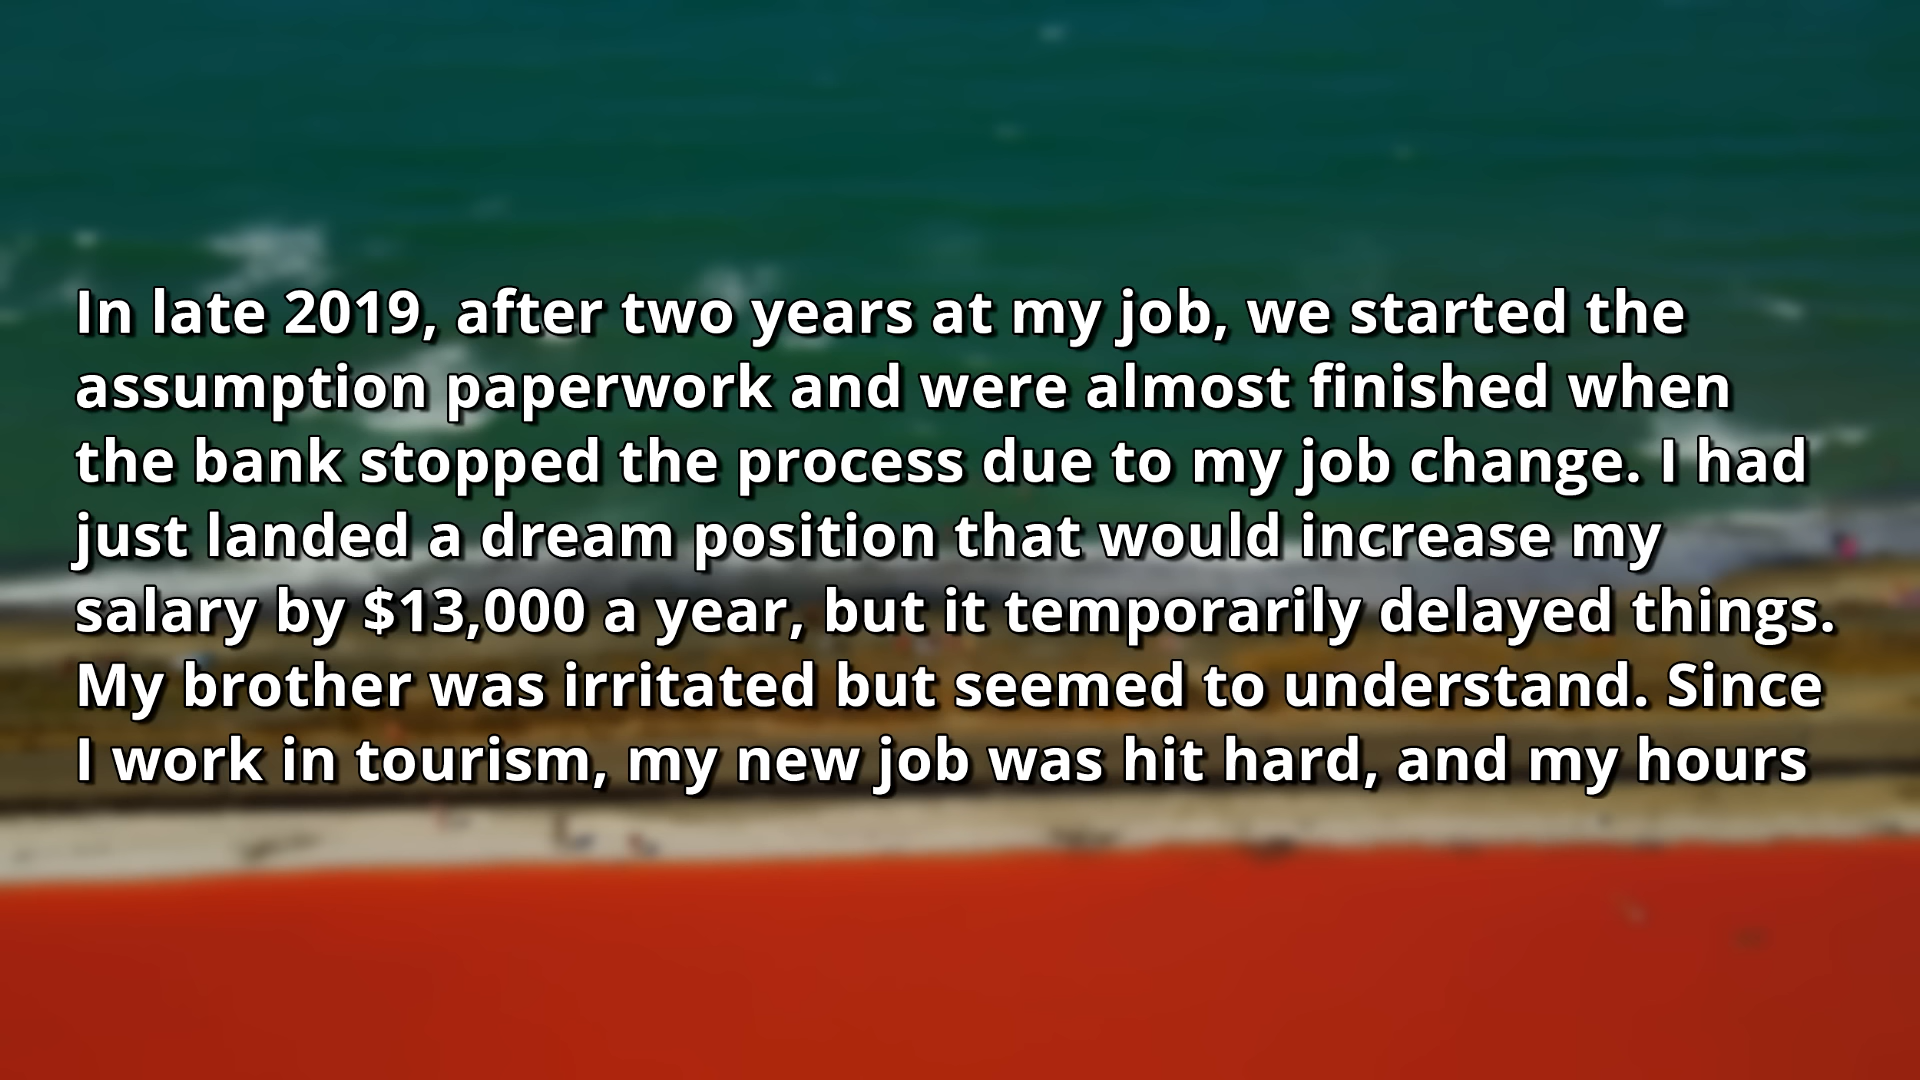 In late 2019, after two years at my job, we started the
assumption paperwork and were almost finished when
the bank stopped the process due to my job change. I had
just landed a dream position that would increase my
salary by $13,000 a year, but it temporarily delayed things.
My brother was irritated but seemed to understand. Since
I work in tourism, my new job was hit hard, and my hours